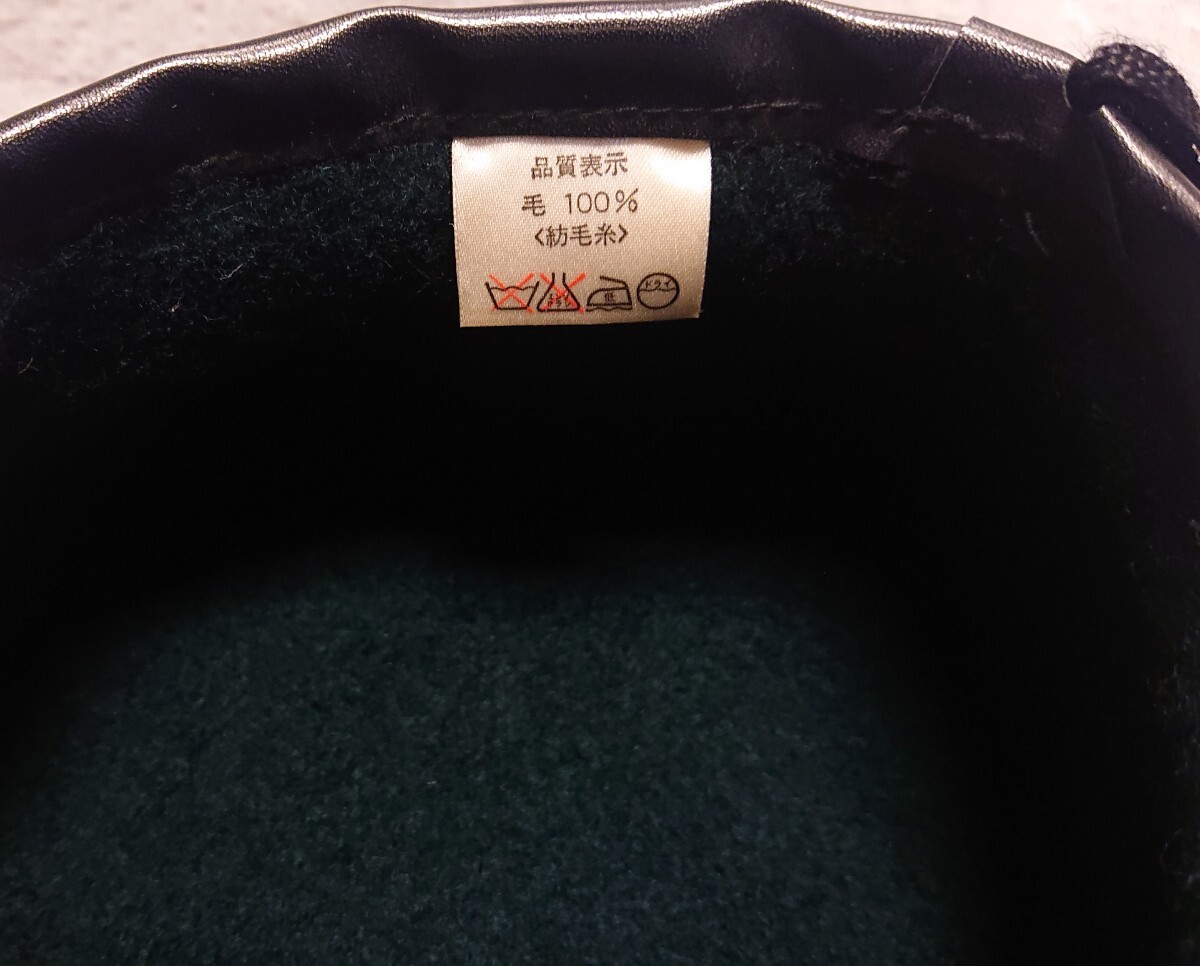 品質表示
毛 100%
〈紡毛糸〉
低 ドライ